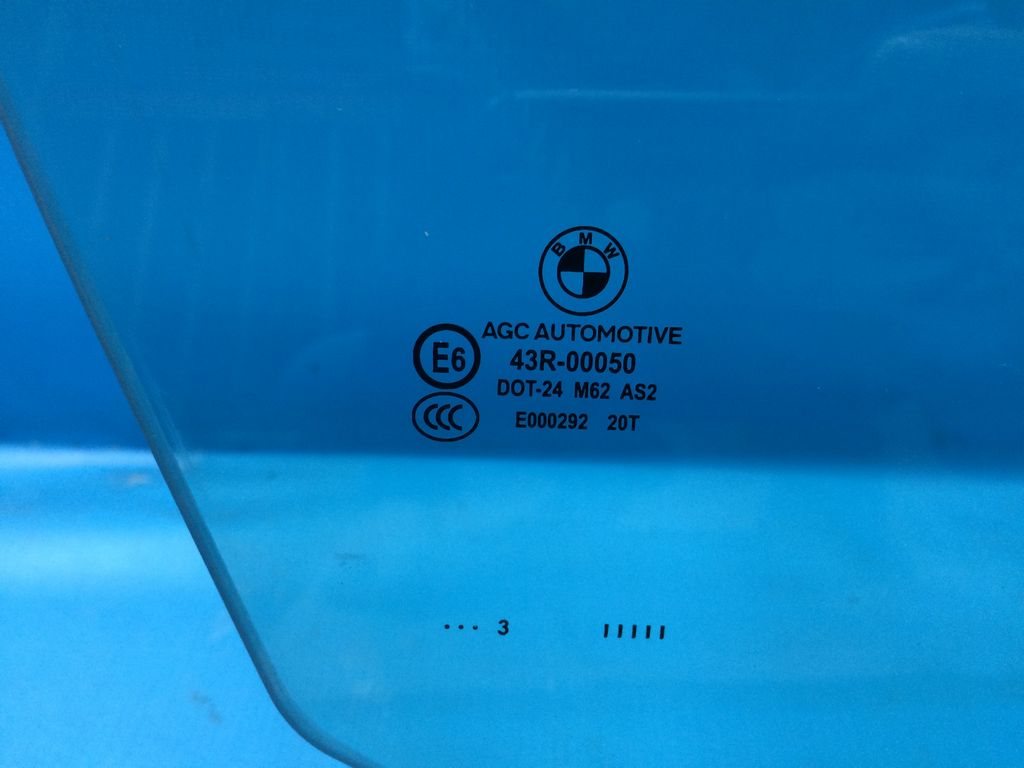 BMW
AGC AUTOMOTIVE
E6 43R-00050
DOT-24 M62 AS2
CCC E000292 20T
... 3 IIIII